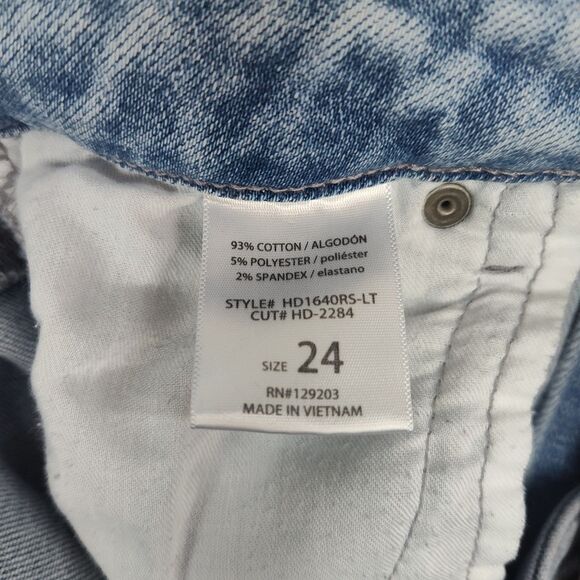 93% COTTON / ALGODÓN
5% POLYESTER / poliéster
2% SPANDEX / elastano
STYLE# HD1640RS-LT
CUT# HD-2284
SIZE 24
RN#129203
MADE IN VIETNAM